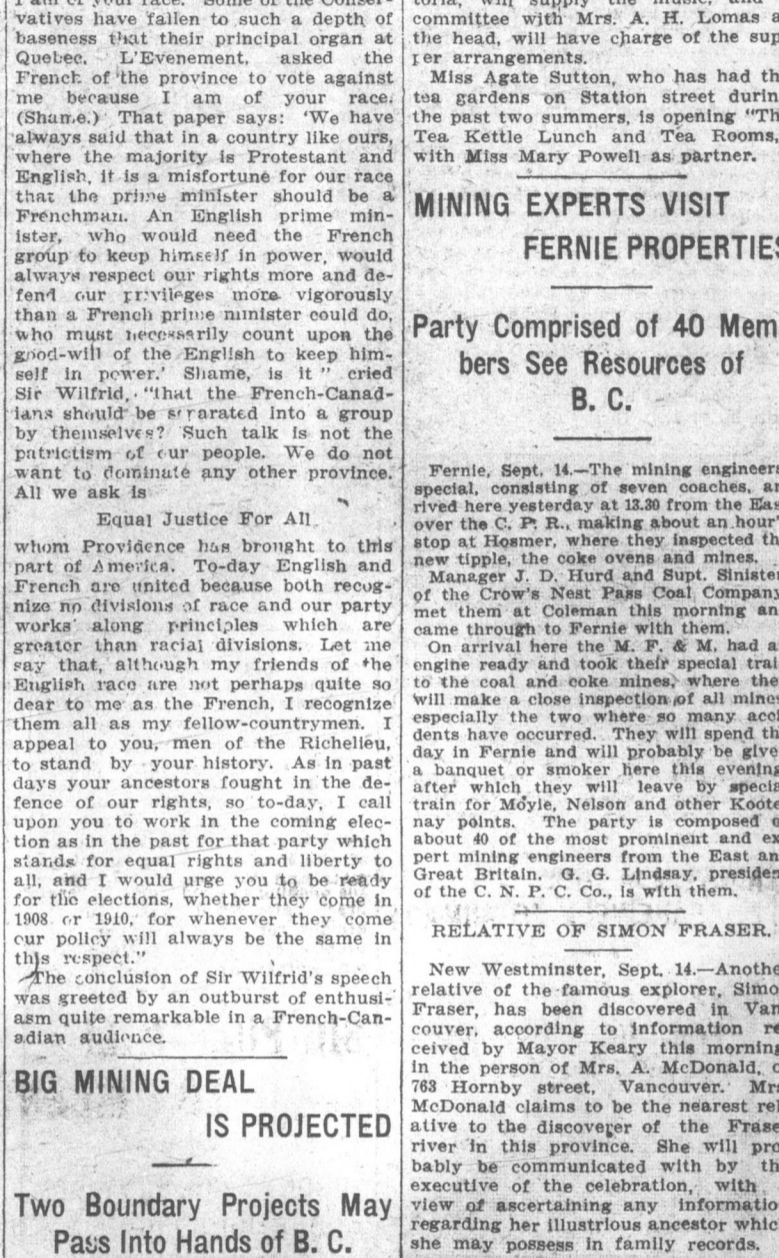 I am of your race. Some of the Conser-
vatives have fallen to such a depth of
baseness that their principal organ at
Quebec, L'Evenement, asked the
French of the province to vote against
me because I am of your race.
(Shame.) That paper says: 'We have
always said that in a country like ours,
where the majority is Protestant and
English, it is a misfortune for our race
that the prime minister should be a
Frenchman. An English prime min-
ister, who would need the French
group to keep himself in power, would
always respect our rights more and de-
fend our privileges more vigorously
than a French prime minister could do,
who must necessarily count upon the
good-will of the English to keep him-
self in power.' Shame, is it" cried
Sir Wilfrid, "that the French-Canad-
ians should be separated into a group
by themselves? Such talk is not the
patriotism of our people. We do not
want to dominate any other province.
All we ask is
Equal Justice For All
whom Providence has brought to this
part of America. To-day English and
French are united because both recog-
nize no divisions of race and our party
works along principles which are
greater than racial divisions. Let me
say that, although my friends of the
English race are not perhaps quite so
dear to me as the French, I recognize
them all as my fellow-countrymen. I
appeal to you, men of the Richelieu,
to stand by your history. As in past
days your ancestors fought in the de-
fence of our rights, so to-day, I call
upon you to work in the coming elec-
tion as in the past for that party which
stands for equal rights and liberty to
all, and I would urge you to be ready
for the elections, whether they come in
1908 or 1910, for whenever they come
our policy will always be the same in
this respect."
The conclusion of Sir Wilfrid's speech
was greeted by an outburst of enthusi-
asm quite remarkable in a French-Can-
adian audience.
BIG MINING DEAL
IS PROJECTED
Two Boundary Projects May
Pass Into Hands of B. C.
toria, will supply the music, and
committee with Mrs. A. H. Lomas a
the head, will have charge of the sup
per arrangements.
Miss Agate Sutton, who has had th
tea gardens on Station street durin
the past two summers, is opening "Th
Tea Kettle Lunch and Tea Rooms,
with Miss Mary Powell as partner.
MINING EXPERTS VISIT
FERNIE PROPERTIES
Party Comprised of 40 Mem
bers See Resources of
B. C.
Fernie, Sept. 14.—The mining engineers
special, consisting of seven coaches, ar
rived here yesterday at 13.30 from the Eas
over the C. P. R., making about an hour'
stop at Hosmer, where they inspected th
new tipple, the coke ovens and mines.
Manager J. D. Hurd and Supt. Sinister
of the Crow's Nest Pass Coal Company
met them at Coleman this morning an
came through to Fernie with them.
On arrival here the M. F. & M. had a
engine ready and took their special trai
to the coal and coke mines, where the
will make a close inspection of all mines
especially the two where so many acci
dents have occurred. They will spend th
day in Fernie and will probably be give
a banquet or smoker here this evening
after which they will leave by specia
train for Moyie, Nelson and other Koote
nay points. The party is composed o
about 40 of the most prominent and ex
pert mining engineers from the East an
Great Britain. G. G. Lindsay, presiden
of the C. N. P. C. Co., is with them.
RELATIVE OF SIMON FRASER.
New Westminster, Sept. 14.—Anothe
relative of the famous explorer, Simo
Fraser, has been discovered in Van
couver, according to information re
ceived by Mayor Keary this morning
in the person of Mrs. A. McDonald, o
763 Hornby street, Vancouver. Mrs
McDonald claims to be the nearest rel
ative to the discoverer of the Frase
river in this province. She will pro
bably be communicated with by th
executive of the celebration, with
view of ascertaining any informatio
regarding her illustrious ancestor whic
she may possess in family records.